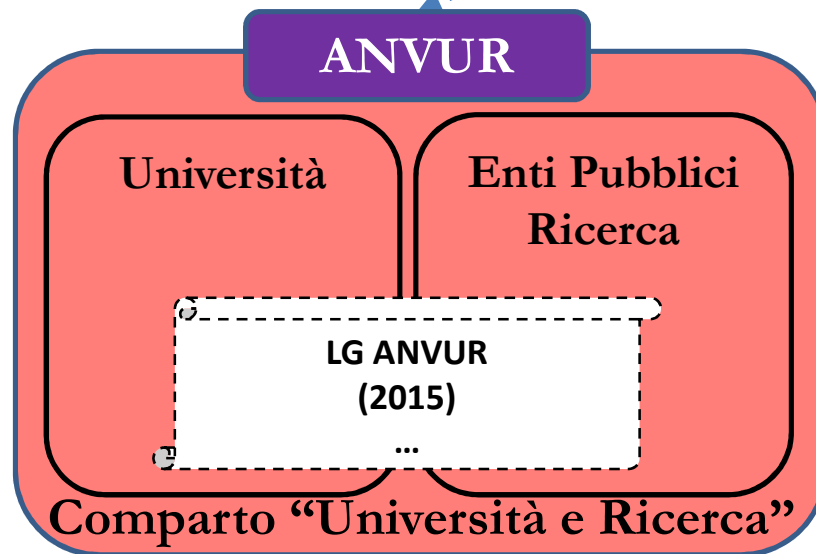 ANVUR
Università
Enti Pubblici
Ricerca
LG ANVUR
(2015)
...
Comparto “Università e Ricerca”